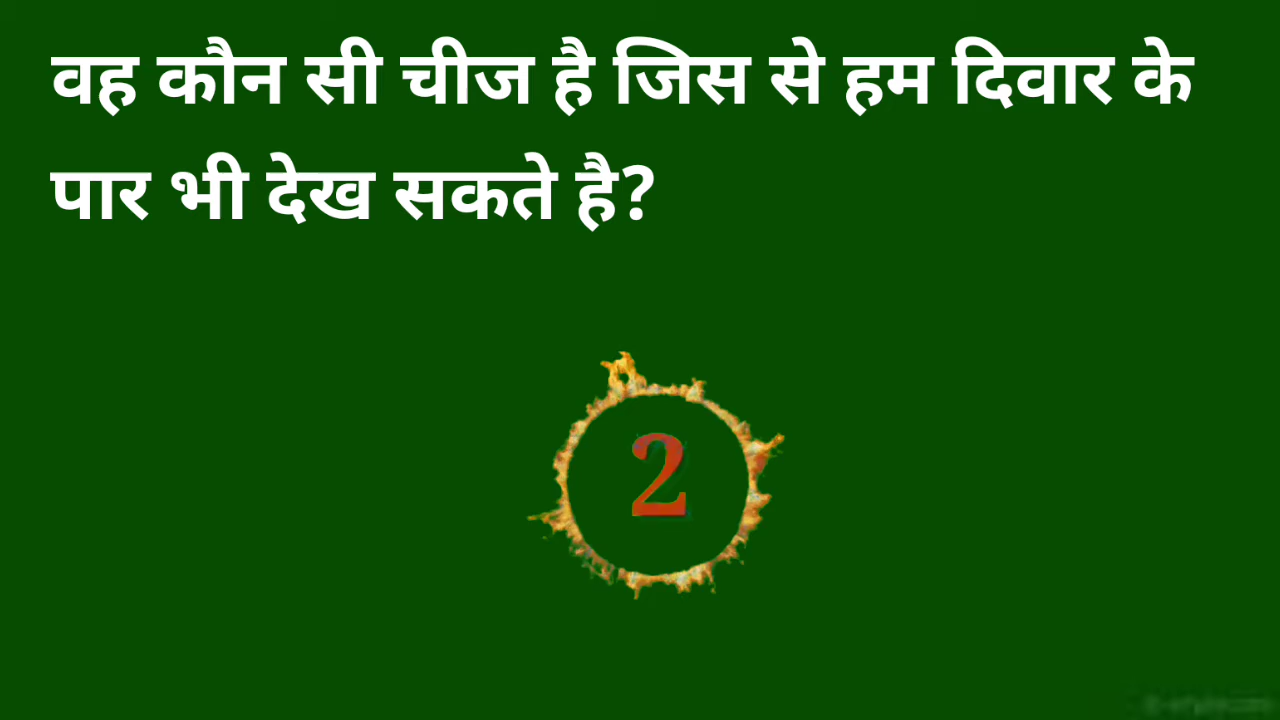 वह कौन सी चीज है जिस से हम दिवार के
पार भी देख सकते है?
2